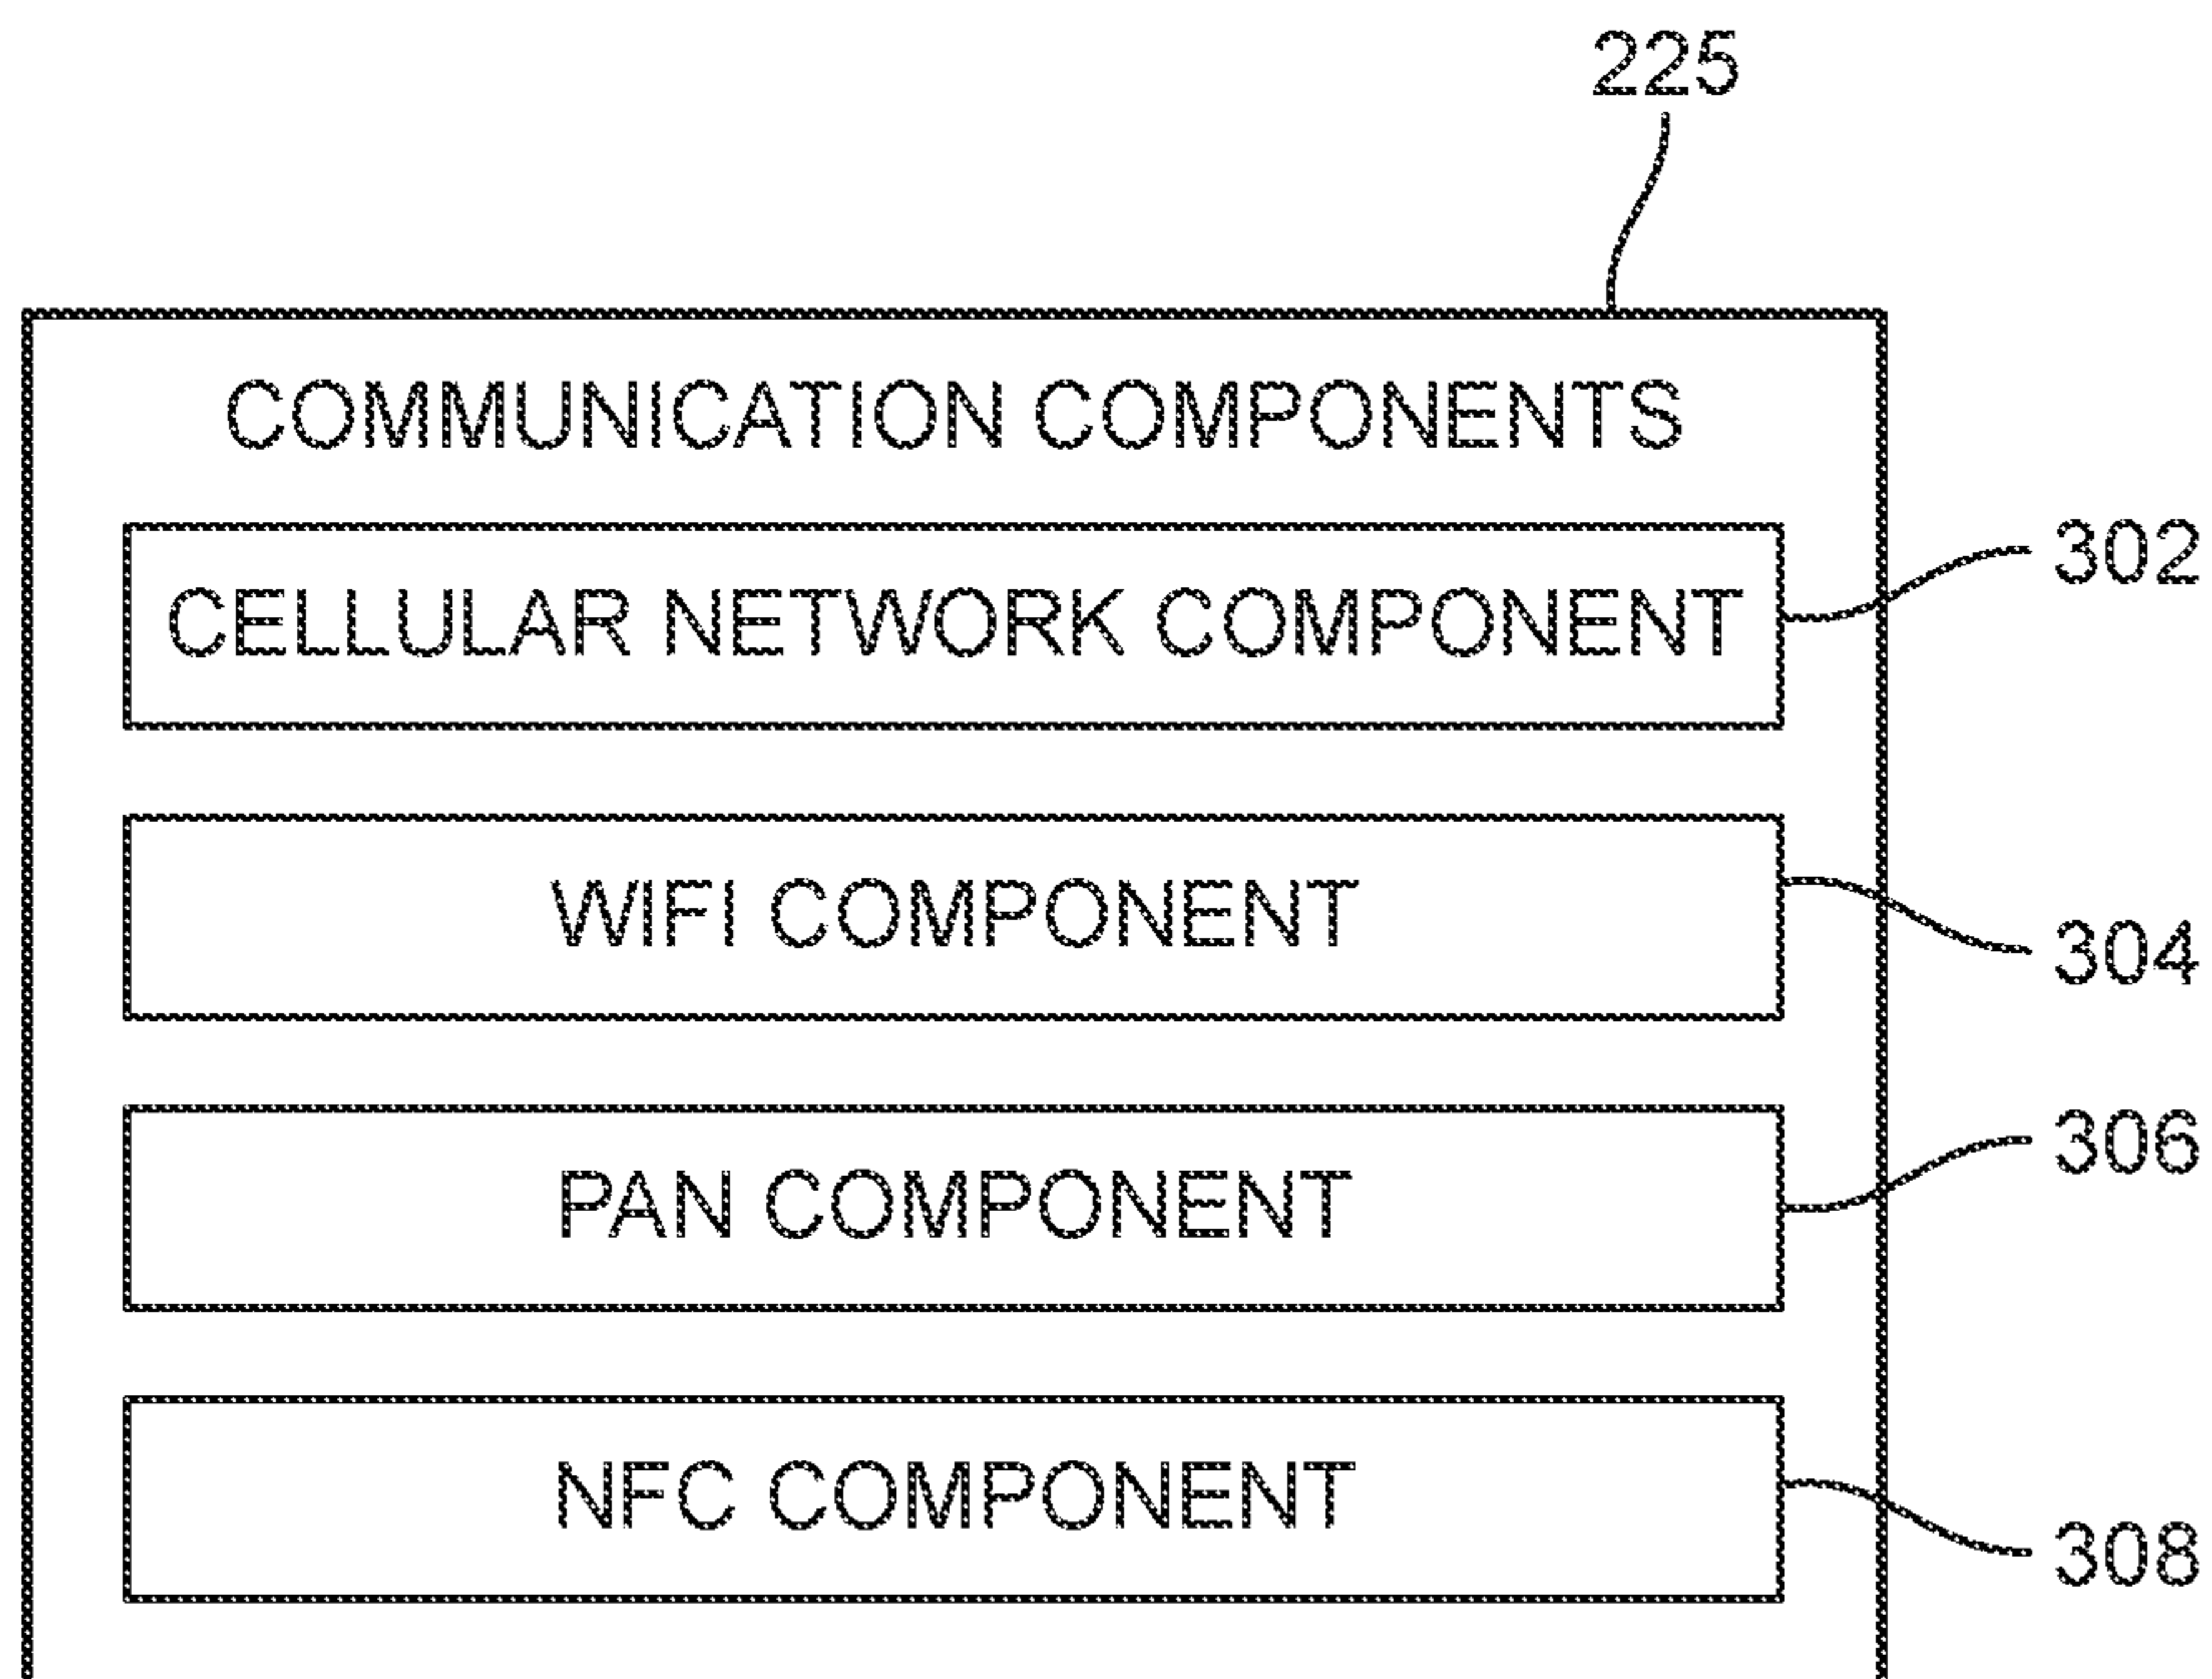 225
COMMUNICATION COMPONENTS
CELLULAR NETWORK COMPONENT
302
WIFI COMPONENT
304
PAN COMPONENT
306
NFC COMPONENT
308